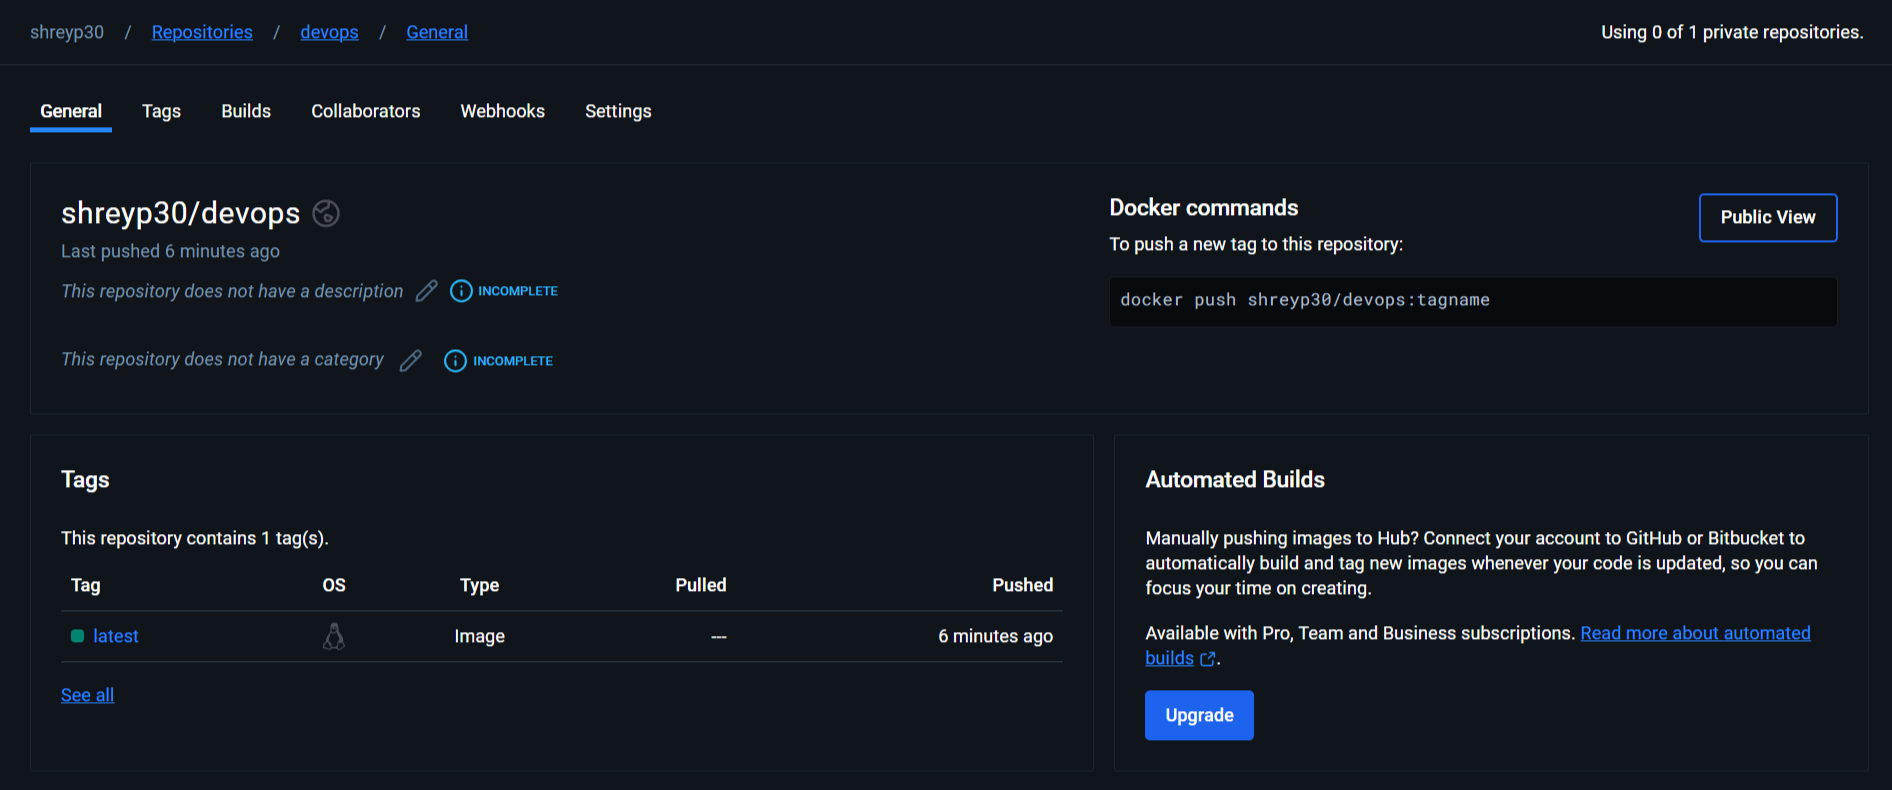 shreyp30 / Repositories / devops / General
Using 0 of 1 private repositories.
General Tags Builds Collaborators Webhooks Settings
shreyp30/devops
Last pushed 6 minutes ago
This repository does not have a description INCOMPLETE
This repository does not have a category INCOMPLETE
Docker commands
To push a new tag to this repository:
Public View
docker push shreyp30/devops:tagname
Tags
This repository contains 1 tag(s).
Tag OS Type Pulled Pushed
latest Image --- 6 minutes ago
See all
Automated Builds
Manually pushing images to Hub? Connect your account to GitHub or Bitbucket to
automatically build and tag new images whenever your code is updated, so you can
focus your time on creating.
Available with Pro, Team and Business subscriptions. Read more about automated
builds .
Upgrade